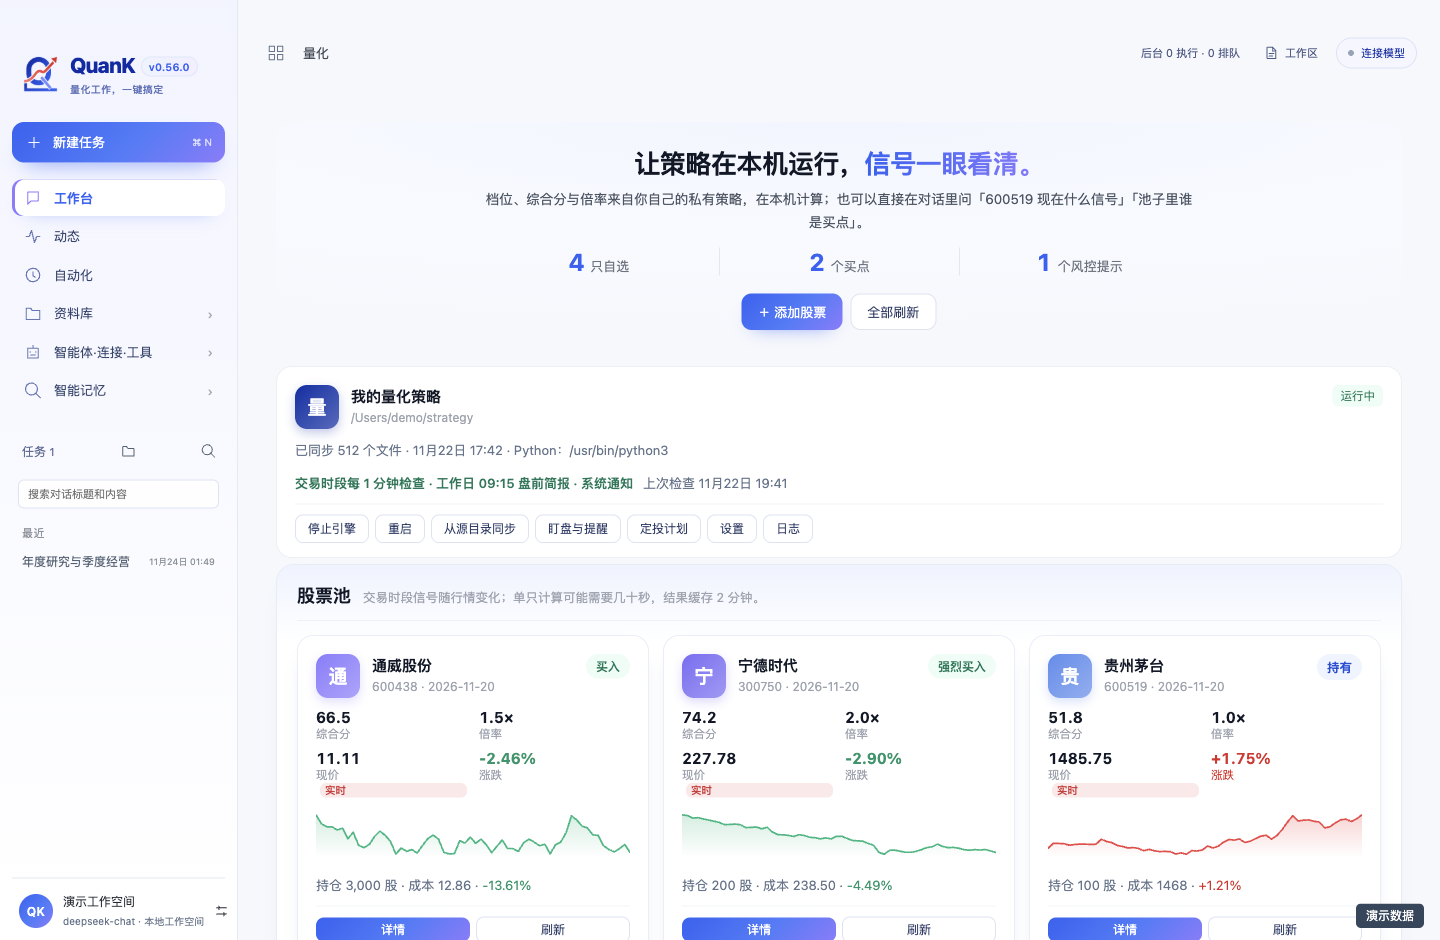 QuanK v0.56.0
量化工作，一键搞定
新建任务 ⌘ N
工作台
动态
自动化
资料库
智能体·连接·工具
智能记忆
任务 1
搜索对话标题和内容
最近
年度研究与季度经营 11月24日 01:49
QK
演示工作空间
deepseek-chat · 本地工作空间
量化
后台 0 执行 · 0 排队
工作区
连接模型
让策略在本机运行，信号一眼看清。
档位、综合分与倍率来自你自己的私有策略，在本机计算；也可以直接在对话里问「600519 现在什么信号」「池子里谁
是买点」。
4 只自选
2 个买点
1 个风控提示
+ 添加股票
全部刷新
量
我的量化策略
运行中
/Users/demo/strategy
已同步 512 个文件 · 11月22日 17:42 · Python：/usr/bin/python3
交易时段每 1 分钟检查 · 工作日 09:15 盘前简报 · 系统通知 上次检查 11月22日 19:41
停止引擎 重启 从源目录同步 盯盘与提醒 定投计划 设置 日志
股票池 交易时段信号随行情变化；单只计算可能需要几十秒，结果缓存 2 分钟。
通
通威股份
买入
600438 · 2026-11-20
66.5 1.5×
综合分 倍率
11.11 -2.46%
现价 涨跌
实时
持仓 3,000 股 · 成本 12.86 · -13.61%
详情 刷新
宁
宁德时代
强烈买入
300750 · 2026-11-20
74.2 2.0×
综合分 倍率
227.78 -2.90%
现价 涨跌
实时
持仓 200 股 · 成本 238.50 · -4.49%
详情 刷新
贵
贵州茅台
持有
600519 · 2026-11-20
51.8 1.0×
综合分 倍率
1485.75 +1.75%
现价 涨跌
实时
持仓 100 股 · 成本 1468 · +1.21%
详情 刷新
演示数据